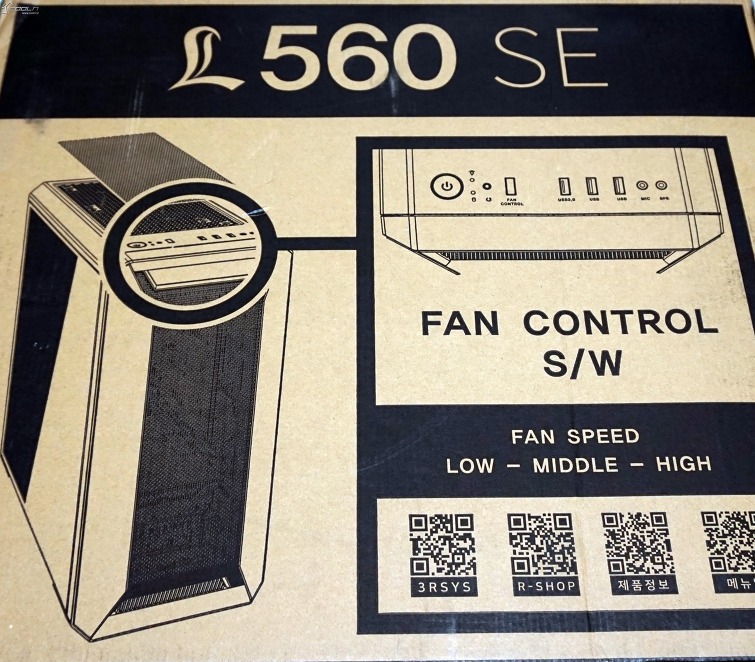 L560 SE
FAN
CONTROL
USB3.0
USB
USB
MIC
SPK
FAN CONTROL
S/W
FAN SPEED
LOW – MIDDLE – HIGH
3RSYS
R-SHOP
제품정보
메뉴